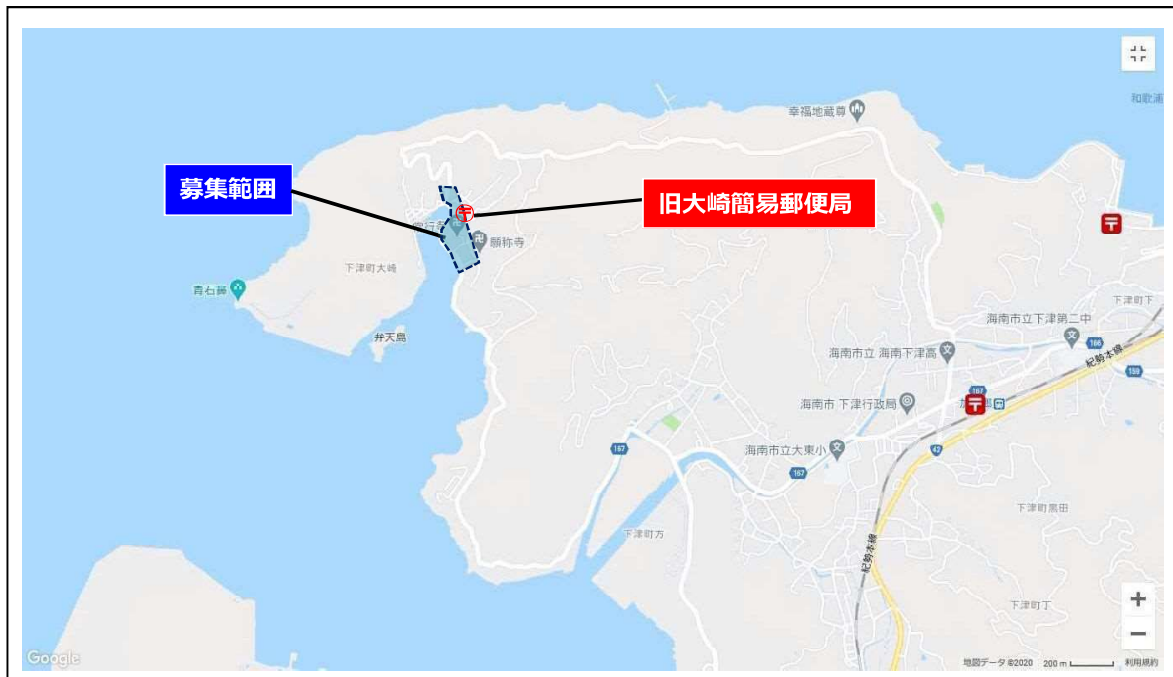 和歌浦
幸福地蔵尊
募集範囲
旧大崎簡易郵便局
願称寺
下津町大崎
青石鼻
弁天島
下津町下
海南市立下津第二中
166
159
海南市立 海南下津高
167
海南市 下津行政局
42
海南市立大東小
167
167
下津町黒田
下津町方
紀勢本線
紀勢本線
下津町丁
Google
地図データ ©2020
200 m
利用規約